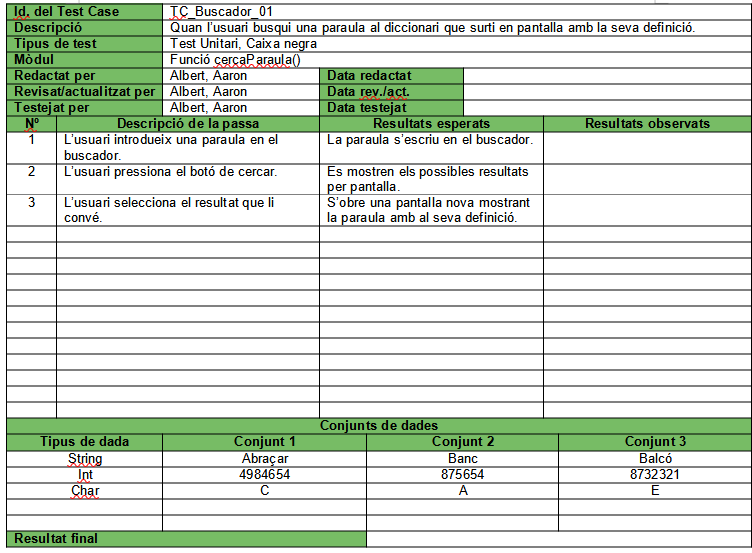 Id. del Test Case TC_Buscador_01
Descripció Quan l'usuari busqui una paraula al diccionari que surti en pantalla amb la seva definició.
Tipus de test Test Unitari, Caixa negra
Mòdul Funció cercaParaula()
Redactat per Albert, Aaron Data redactat
Revisat/actualitzat per Albert, Aaron Data rev./act.
Testejat per Albert, Aaron Data testejat
Nº Descripció de la passa Resultats esperats Resultats observats
1 L'usuari introdueix una paraula en el La paraula s'escriu en el buscador.
buscador.
2 L'usuari pressiona el botó de cercar. Es mostren els possibles resultats
per pantalla.
3 L'usuari selecciona el resultat que li S'obre una pantalla nova mostrant
convé. la paraula amb al seva definició.
Conjunts de dades
Tipus de dada Conjunt 1 Conjunt 2 Conjunt 3
String Abraçar Banc Balcó
Int 4984654 875654 8732321
Char C A E
Resultat final